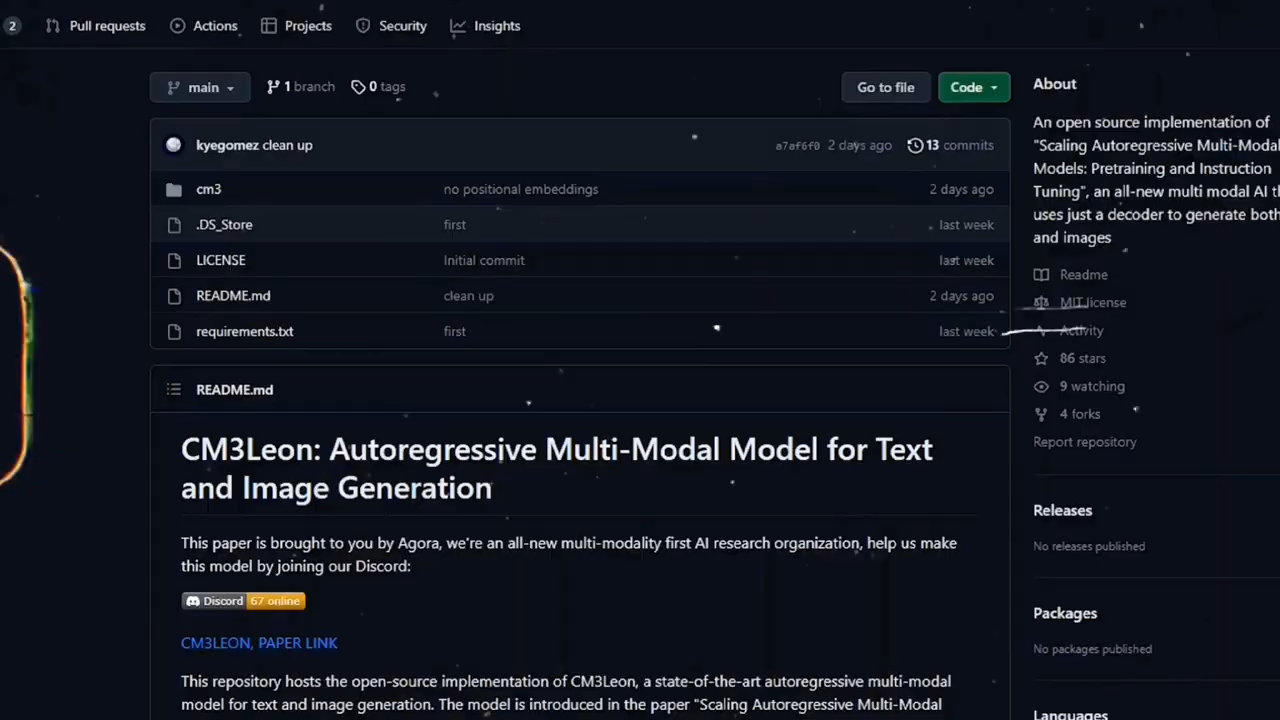 2 Pull requests Actions Projects Security Insights
main 1 branch 0 tags Go to file Code
kyegomez clean up a7af6f0 2 days ago 13 commits
cm3 no positional embeddings 2 days ago
.DS_Store first last week
LICENSE Initial commit last week
README.md clean up 2 days ago
requirements.txt first last week
README.md
CM3Leon: Autoregressive Multi-Modal Model for Text
and Image Generation
This paper is brought to you by Agora, we're an all-new multi-modality first AI research organization, help us make
this model by joining our Discord:
Discord 67 online
CM3LEON, PAPER LINK
This repository hosts the open-source implementation of CM3Leon, a state-of-the-art autoregressive multi-modal
model for text and image generation. The model is introduced in the paper "Scaling Autoregressive Multi-Modal
About
An open source implementation of
"Scaling Autoregressive Multi-Modal
Models: Pretraining and Instruction
Tuning", an all-new multi modal AI th
uses just a decoder to generate both
and images
Readme
MIT license
Activity
86 stars
9 watching
4 forks
Report repository
Releases
No releases published
Packages
No packages published
Languages